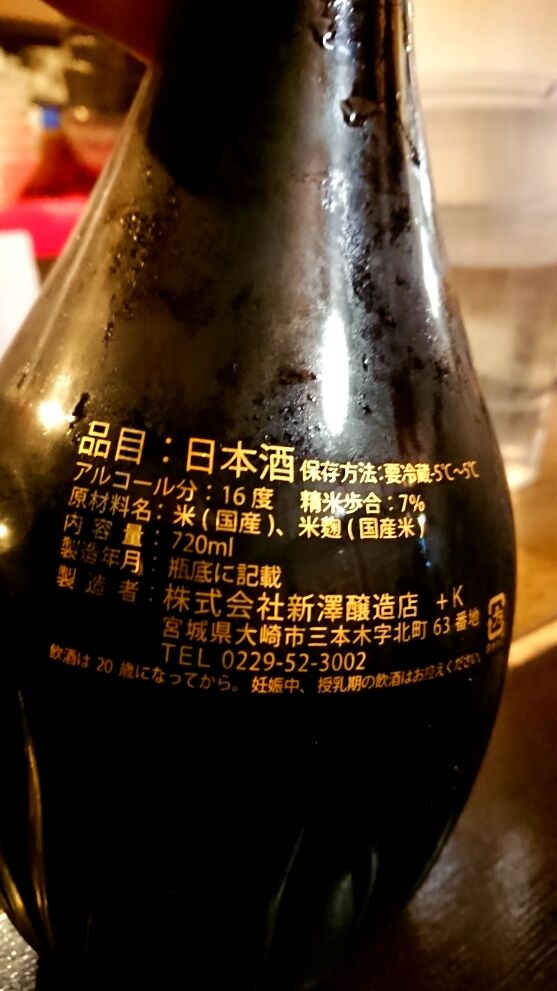 品目：日本酒 保存方法：要冷蔵-5℃～5℃
アルコール分：16度 精米歩合：7%
原材料名：米(国産)、米麹(国産米)
内容量：720ml
製造年月：瓶底に記載
製造者：株式会社新澤醸造店 +K
宮城県大崎市三本木字北町63番地
TEL 0229-52-3002
飲酒は20歳になってから。妊娠中、授乳期の飲酒はお控えください。